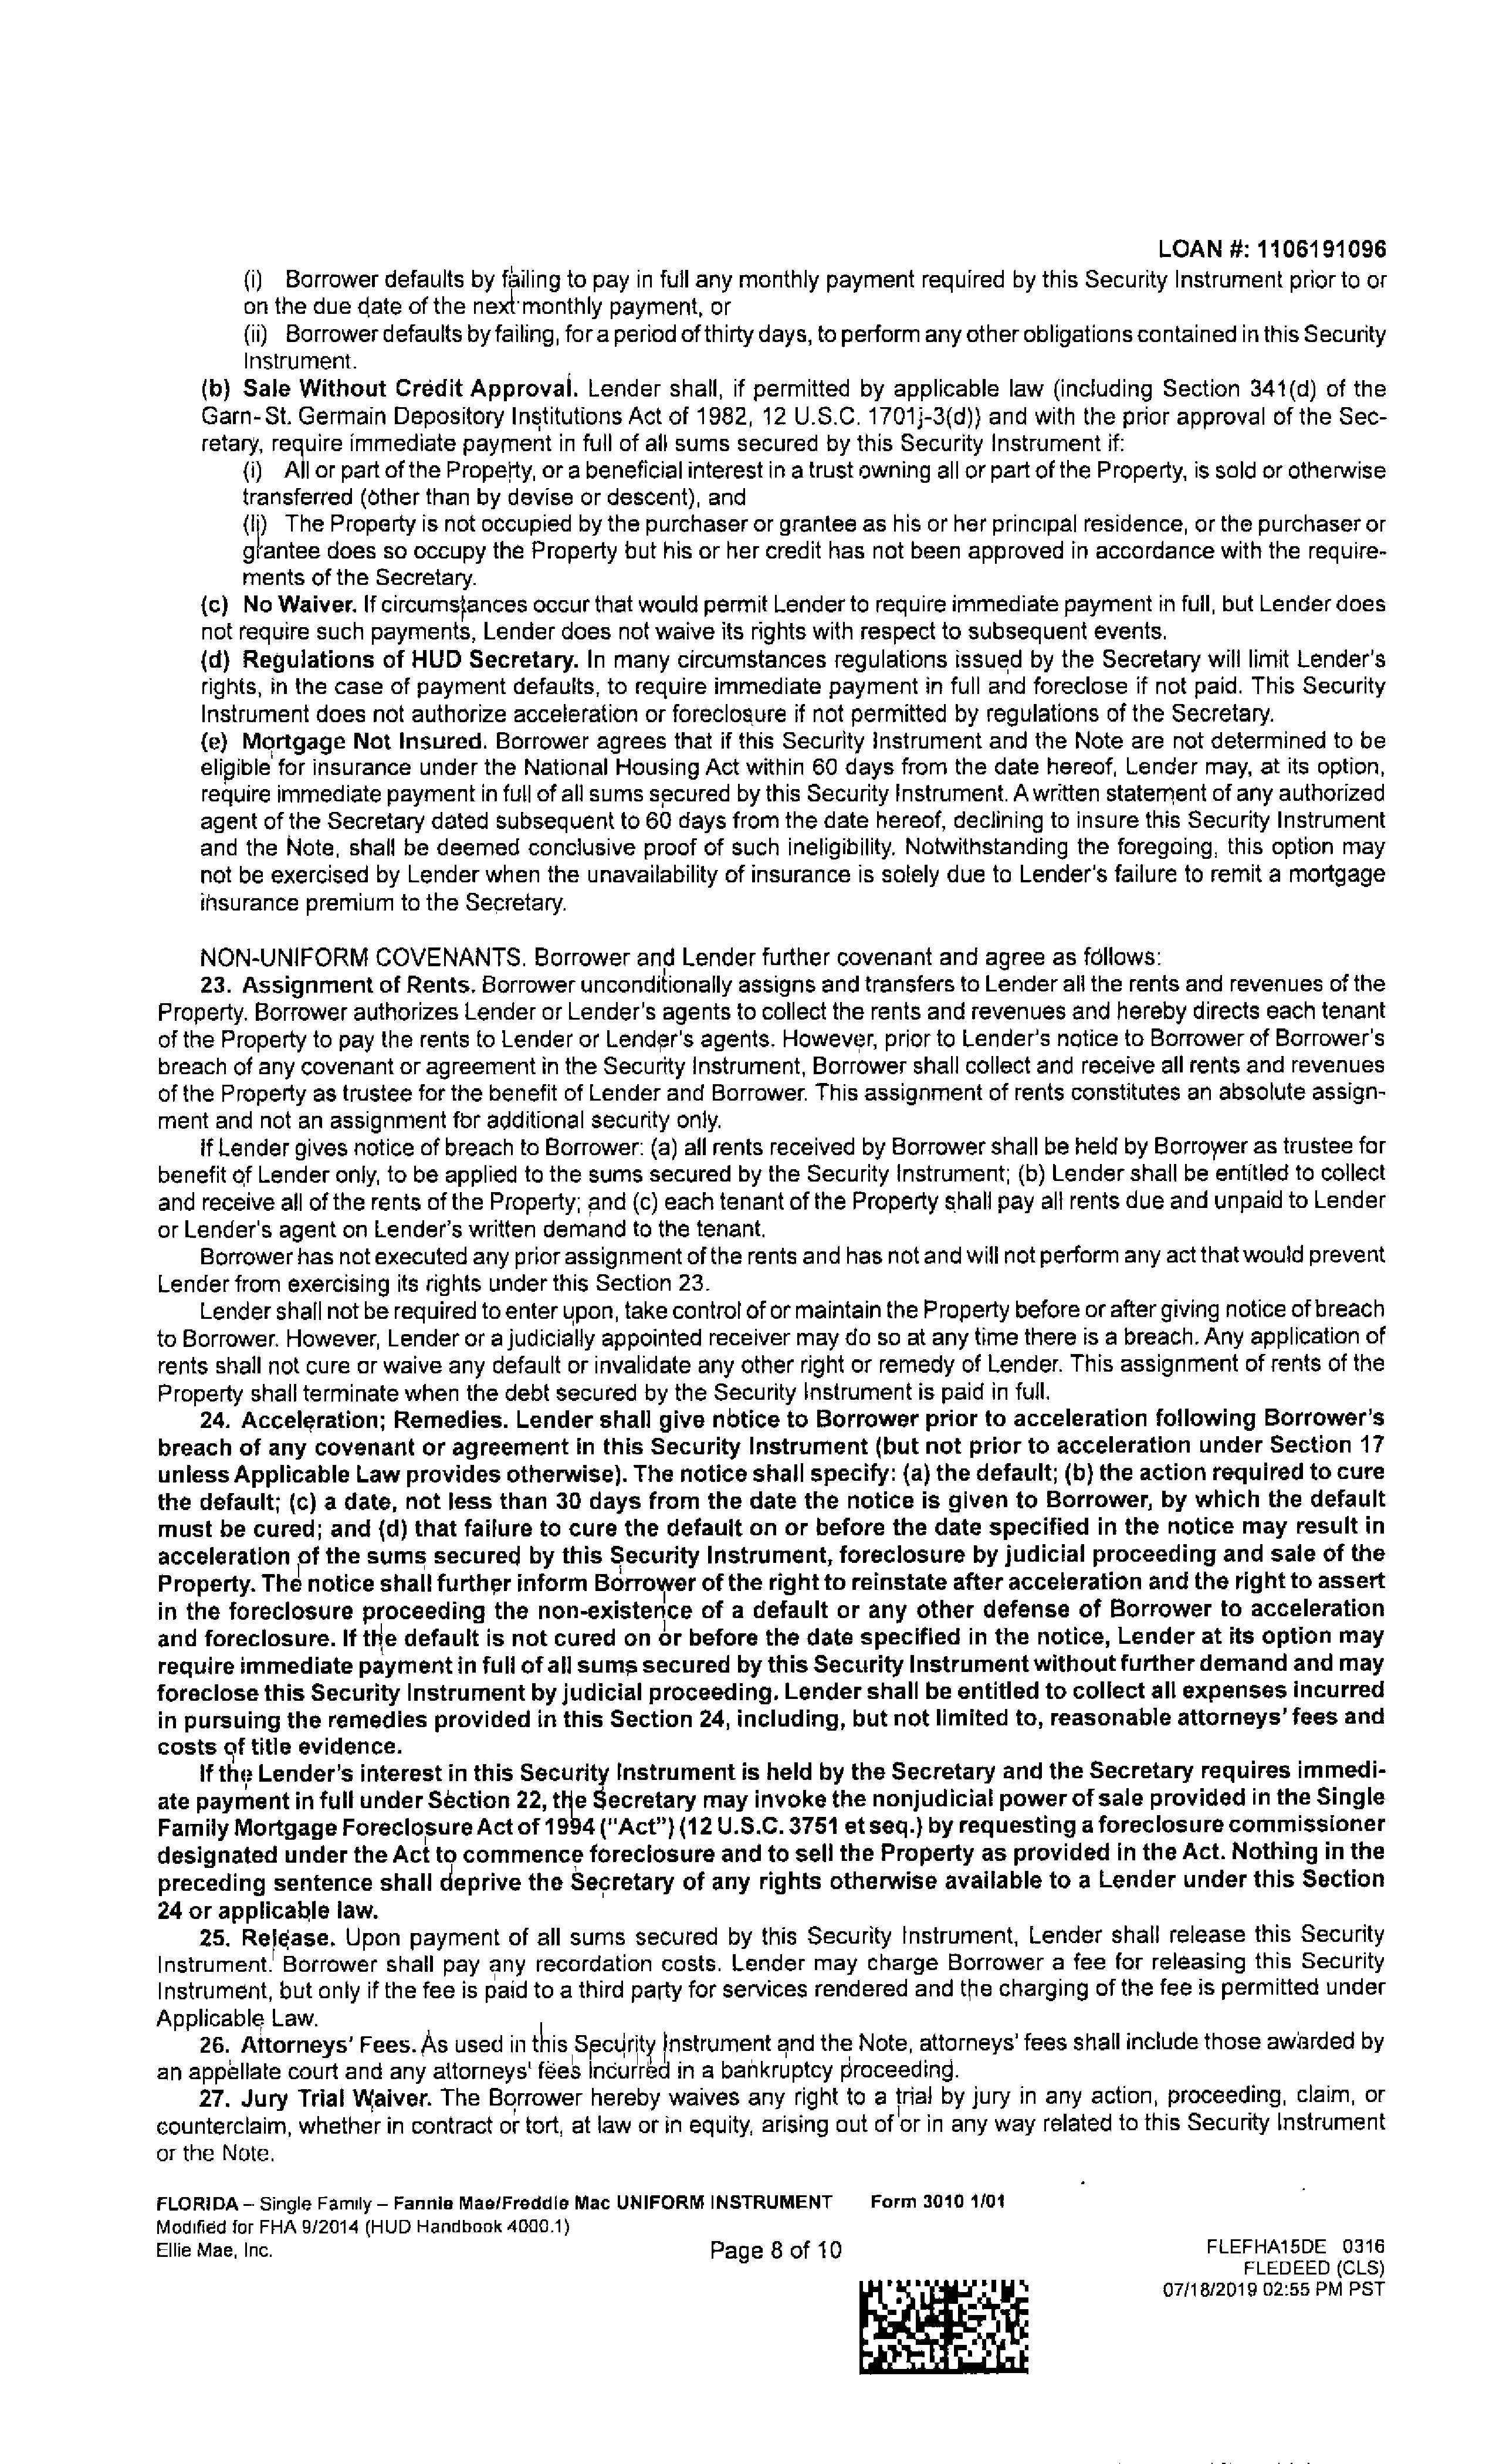 LOAN #: 1106191096
(i) Borrower defaults by failing to pay in full any monthly payment required by this Security Instrument prior to or
on the due date of the next monthly payment, or
(ii) Borrower defaults by failing, for a period of thirty days, to perform any other obligations contained in this Security
Instrument.
(b) Sale Without Credit Approval. Lender shall, if permitted by applicable law (including Section 341(d) of the
Garn-St. Germain Depository Institutions Act of 1982, 12 U.S.C. 1701j-3(d)) and with the prior approval of the Sec-
retary, require immediate payment in full of all sums secured by this Security Instrument if:
(i) All or part of the Property, or a beneficial interest in a trust owning all or part of the Property, is sold or otherwise
transferred (other than by devise or descent), and
(ii) The Property is not occupied by the purchaser or grantee as his or her principal residence, or the purchaser or
grantee does so occupy the Property but his or her credit has not been approved in accordance with the require-
ments of the Secretary.
(c) No Waiver. If circumstances occur that would permit Lender to require immediate payment in full, but Lender does
not require such payments, Lender does not waive its rights with respect to subsequent events.
(d) Regulations of HUD Secretary. In many circumstances regulations issued by the Secretary will limit Lender's
rights, in the case of payment defaults, to require immediate payment in full and foreclose if not paid. This Security
Instrument does not authorize acceleration or foreclosure if not permitted by regulations of the Secretary.
(e) Mortgage Not Insured. Borrower agrees that if this Security Instrument and the Note are not determined to be
eligible for insurance under the National Housing Act within 60 days from the date hereof, Lender may, at its option,
require immediate payment in full of all sums secured by this Security Instrument. A written statement of any authorized
agent of the Secretary dated subsequent to 60 days from the date hereof, declining to insure this Security Instrument
and the Note, shall be deemed conclusive proof of such ineligibility. Notwithstanding the foregoing, this option may
not be exercised by Lender when the unavailability of insurance is solely due to Lender's failure to remit a mortgage
insurance premium to the Secretary.
NON-UNIFORM COVENANTS. Borrower and Lender further covenant and agree as follows:
23. Assignment of Rents. Borrower unconditionally assigns and transfers to Lender all the rents and revenues of the
Property. Borrower authorizes Lender or Lender's agents to collect the rents and revenues and hereby directs each tenant
of the Property to pay the rents to Lender or Lender's agents. However, prior to Lender's notice to Borrower of Borrower's
breach of any covenant or agreement in the Security Instrument, Borrower shall collect and receive all rents and revenues
of the Property as trustee for the benefit of Lender and Borrower. This assignment of rents constitutes an absolute assign-
ment and not an assignment for additional security only.
If Lender gives notice of breach to Borrower: (a) all rents received by Borrower shall be held by Borrower as trustee for
benefit of Lender only, to be applied to the sums secured by the Security Instrument; (b) Lender shall be entitled to collect
and receive all of the rents of the Property; and (c) each tenant of the Property shall pay all rents due and unpaid to Lender
or Lender's agent on Lender's written demand to the tenant.
Borrower has not executed any prior assignment of the rents and has not and will not perform any act that would prevent
Lender from exercising its rights under this Section 23.
Lender shall not be required to enter upon, take control of or maintain the Property before or after giving notice of breach
to Borrower. However, Lender or a judicially appointed receiver may do so at any time there is a breach. Any application of
rents shall not cure or waive any default or invalidate any other right or remedy of Lender. This assignment of rents of the
Property shall terminate when the debt secured by the Security Instrument is paid in full.
24. Acceleration; Remedies. Lender shall give notice to Borrower prior to acceleration following Borrower's
breach of any covenant or agreement in this Security Instrument (but not prior to acceleration under Section 17
unless Applicable Law provides otherwise). The notice shall specify: (a) the default; (b) the action required to cure
the default; (c) a date, not less than 30 days from the date the notice is given to Borrower, by which the default
must be cured; and (d) that failure to cure the default on or before the date specified in the notice may result in
acceleration of the sums secured by this Security Instrument, foreclosure by judicial proceeding and sale of the
Property. The notice shall further inform Borrower of the right to reinstate after acceleration and the right to assert
in the foreclosure proceeding the non-existence of a default or any other defense of Borrower to acceleration
and foreclosure. If the default is not cured on or before the date specified in the notice, Lender at its option may
require immediate payment in full of all sums secured by this Security Instrument without further demand and may
foreclose this Security Instrument by judicial proceeding. Lender shall be entitled to collect all expenses incurred
in pursuing the remedies provided in this Section 24, including, but not limited to, reasonable attorneys' fees and
costs of title evidence.
If the Lender's interest in this Security Instrument is held by the Secretary and the Secretary requires immedi-
ate payment in full under Section 22, the Secretary may invoke the nonjudicial power of sale provided in the Single
Family Mortgage Foreclosure Act of 1994 ("Act") (12 U.S.C. 3751 et seq.) by requesting a foreclosure commissioner
designated under the Act to commence foreclosure and to sell the Property as provided in the Act. Nothing in the
preceding sentence shall deprive the Secretary of any rights otherwise available to a Lender under this Section
24 or applicable law.
25. Release. Upon payment of all sums secured by this Security Instrument, Lender shall release this Security
Instrument. Borrower shall pay any recordation costs. Lender may charge Borrower a fee for releasing this Security
Instrument, but only if the fee is paid to a third party for services rendered and the charging of the fee is permitted under
Applicable Law.
26. Attorneys' Fees. As used in this Security Instrument and the Note, attorneys' fees shall include those awarded by
an appellate court and any attorneys' fees incurred in a bankruptcy proceeding.
27. Jury Trial Waiver. The Borrower hereby waives any right to a trial by jury in any action, proceeding, claim, or
counterclaim, whether in contract or tort, at law or in equity, arising out of or in any way related to this Security Instrument
or the Note.
FLORIDA – Single Family – Fannie Mae/Freddie Mac UNIFORM INSTRUMENT Form 3010 1/01
Modified for FHA 9/2014 (HUD Handbook 4000.1)
Ellie Mae, Inc. Page 8 of 10 FLEFHA15DE 0316
FLEDEED (CLS)
07/18/2019 02:55 PM PST